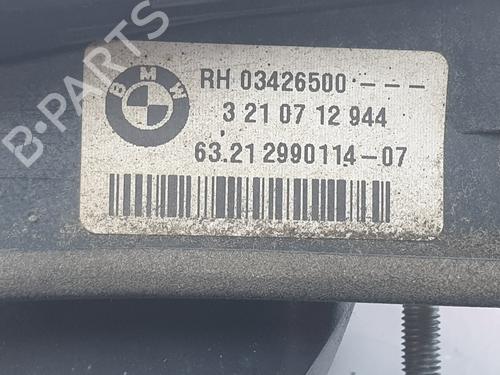 BMW
RH 03426500 ---
3 21 07 12 944
63.21 2990114-07
B-PARTS